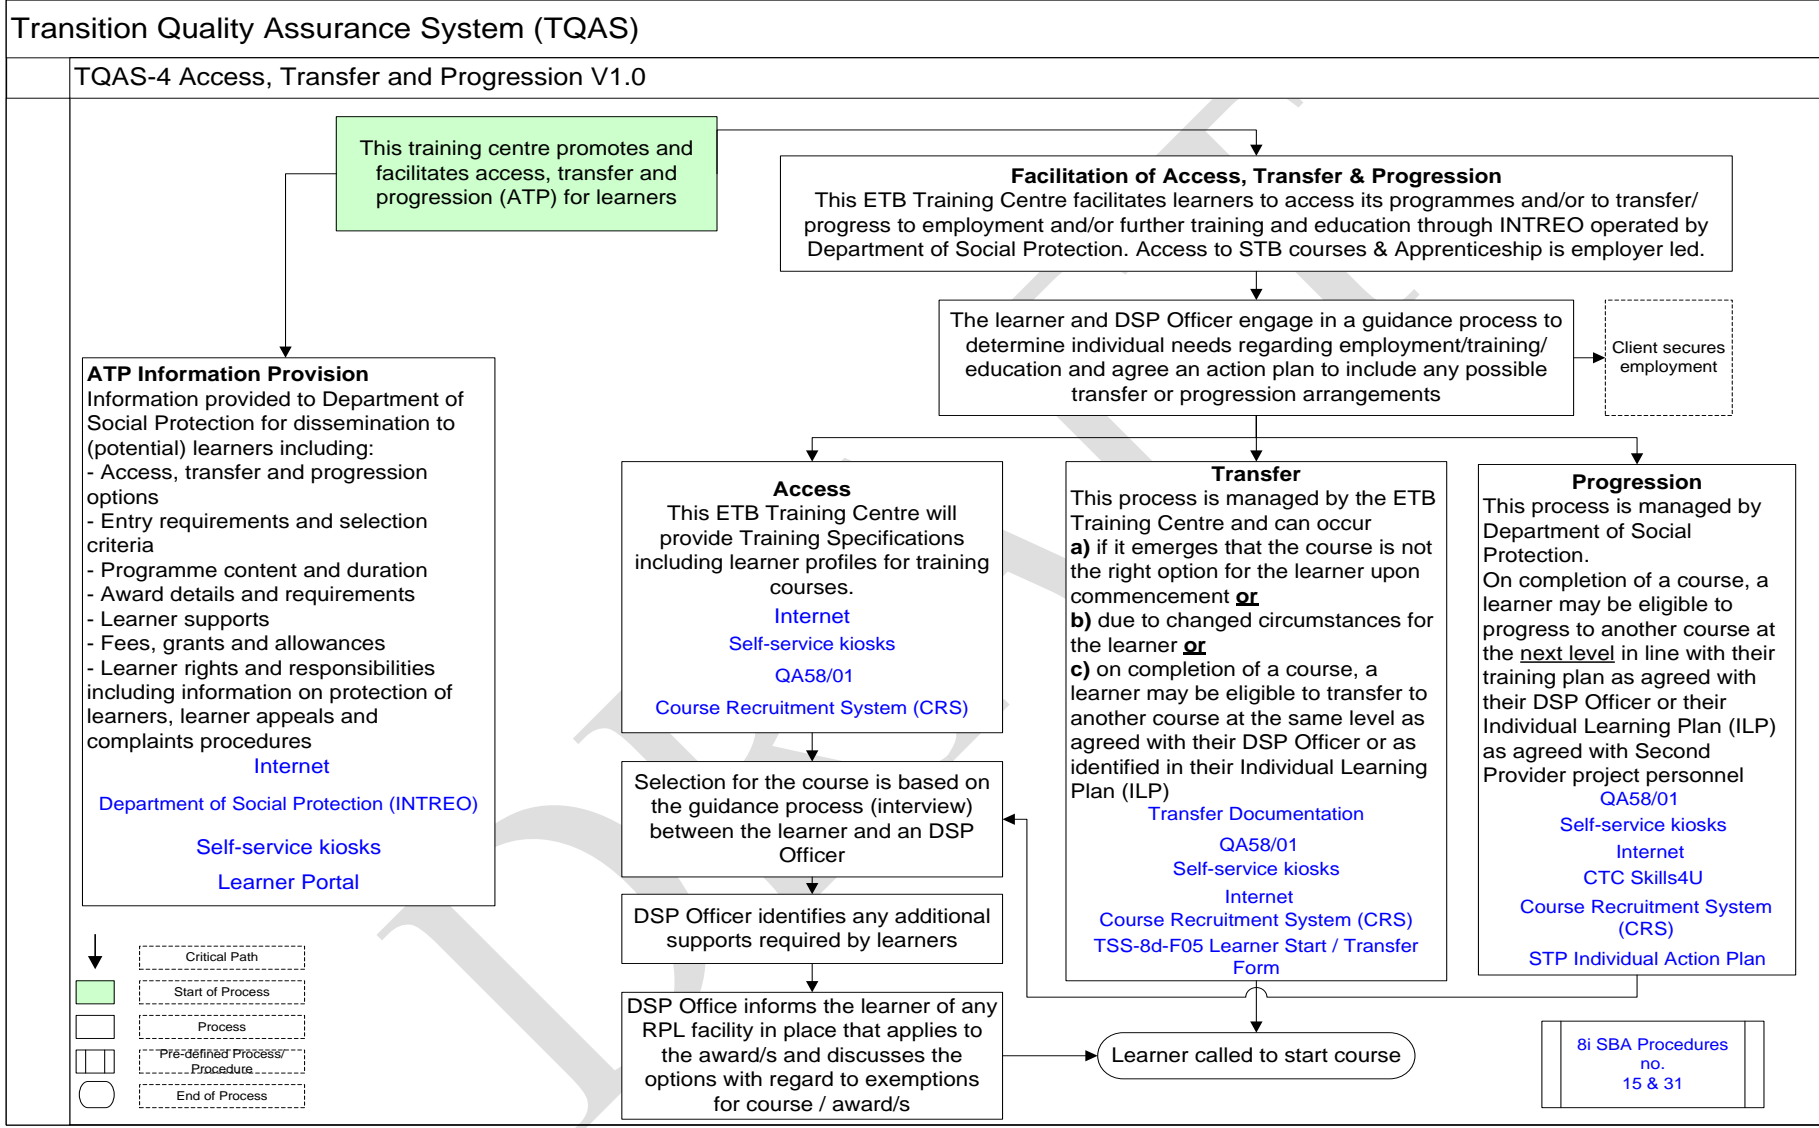 Transition Quality Assurance System (TQAS)
TQAS-4 Access, Transfer and Progression V1.0
This training centre promotes and
facilitates access, transfer and
progression (ATP) for learners
Facilitation of Access, Transfer & Progression
This ETB Training Centre facilitates learners to access its programmes and/or to transfer/
progress to employment and/or further training and education through INTREO operated by
Department of Social Protection. Access to STB courses & Apprenticeship is employer led.
The learner and DSP Officer engage in a guidance process to
determine individual needs regarding employment/training/
education and agree an action plan to include any possible
transfer or progression arrangements
Client secures
employment
ATP Information Provision
Information provided to Department of
Social Protection for dissemination to
(potential) learners including:
- Access, transfer and progression
options
- Entry requirements and selection
criteria
- Programme content and duration
- Award details and requirements
- Learner supports
- Fees, grants and allowances
- Learner rights and responsibilities
including information on protection of
learners, learner appeals and
complaints procedures
Internet
Department of Social Protection (INTREO)
Self-service kiosks
Learner Portal
Access
This ETB Training Centre will
provide Training Specifications
including learner profiles for training
courses.
Internet
Self-service kiosks
QA58/01
Course Recruitment System (CRS)
Selection for the course is based on
the guidance process (interview)
between the learner and an DSP
Officer
DSP Officer identifies any additional
supports required by learners
DSP Office informs the learner of any
RPL facility in place that applies to
the award/s and discusses the
options with regard to exemptions
for course / award/s
Transfer
This process is managed by the ETB
Training Centre and can occur
a) if it emerges that the course is not
the right option for the learner upon
commencement or
b) due to changed circumstances for
the learner or
c) on completion of a course, a
learner may be eligible to transfer to
another course at the same level as
agreed with their DSP Officer or as
identified in their Individual Learning
Plan (ILP)
Transfer Documentation
QA58/01
Self-service kiosks
Internet
Course Recruitment System (CRS)
TSS-8d-F05 Learner Start / Transfer
Form
Learner called to start course
Progression
This process is managed by
Department of Social
Protection.
On completion of a course, a
learner may be eligible to
progress to another course at
the next level in line with their
training plan as agreed with
their DSP Officer or their
Individual Learning Plan (ILP)
as agreed with Second
Provider project personnel
QA58/01
Self-service kiosks
Internet
CTC Skills4U
Course Recruitment System
(CRS)
STP Individual Action Plan
8i SBA Procedures
no.
15 & 31
Critical Path
Start of Process
Process
Pre-defined Process/
Procedure
End of Process
DRAFT